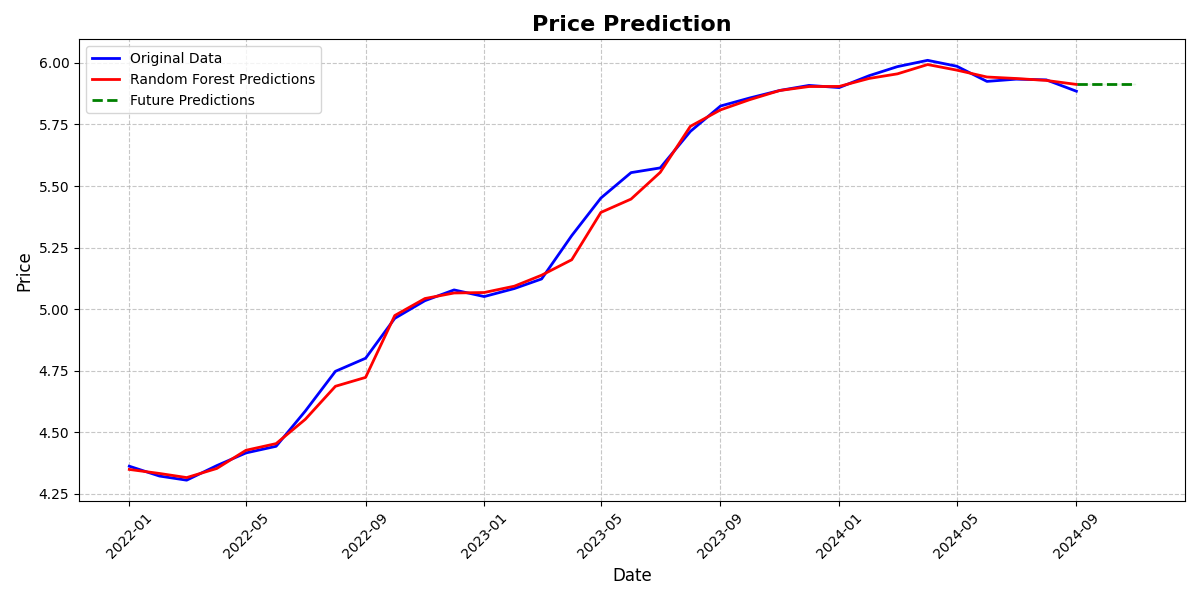 Price Prediction
Original Data
Random Forest Predictions
Future Predictions
Price
6.00
5.75
5.50
5.25
5.00
4.75
4.50
4.25
2022-01
2022-05
2022-09
2023-01
2023-05
2023-09
2024-01
2024-05
2024-09
Date